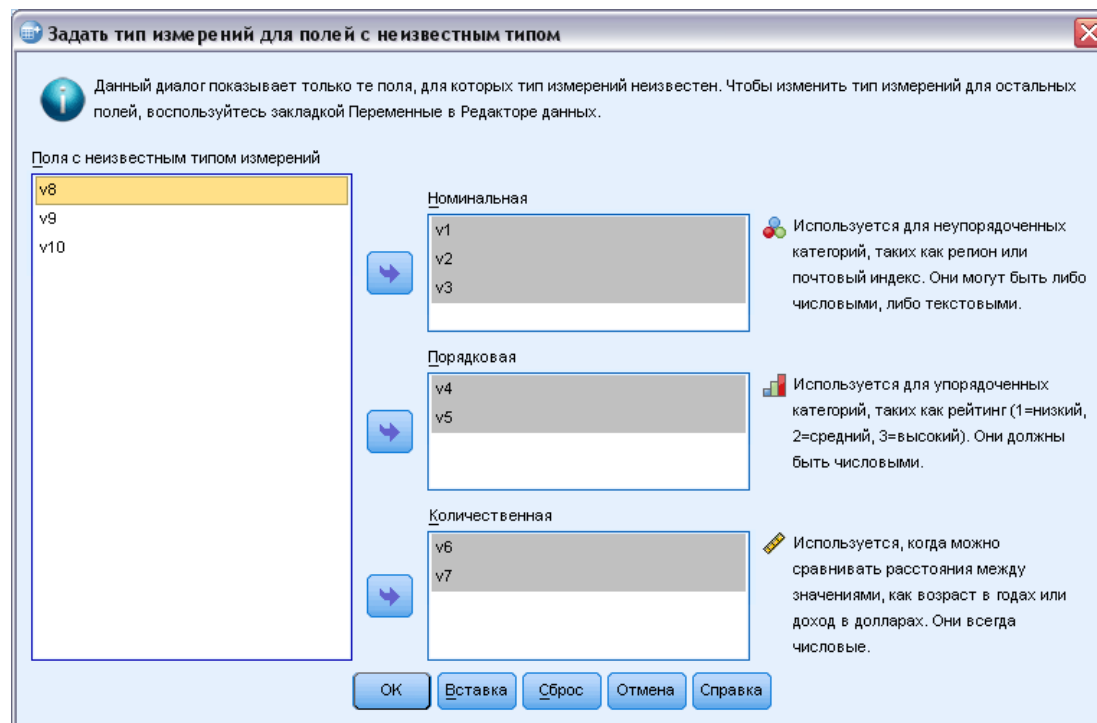 Задать тип измерений для полей с неизвестным типом
Данный диалог показывает только те поля, для которых тип измерений неизвестен. Чтобы изменить тип измерений для остальных
полей, воспользуйтесь закладкой Переменные в Редакторе данных.
Поля с неизвестным типом измерений
v8
v9
v10
Номинальная
v1
v2
v3
Используется для неупорядоченных
категорий, таких как регион или
почтовый индекс. Они могут быть либо
числовыми, либо текстовыми.
Порядковая
v4
v5
Используется для упорядоченных
категорий, таких как рейтинг (1=низкий,
2=средний, 3=высокий). Они должны
быть числовыми.
Количественная
v6
v7
Используется, когда можно
сравнивать расстояния между
значениями, как возраст в годах или
доход в долларах. Они всегда
числовые.
OK
Вставка
Сброс
Отмена
Справка